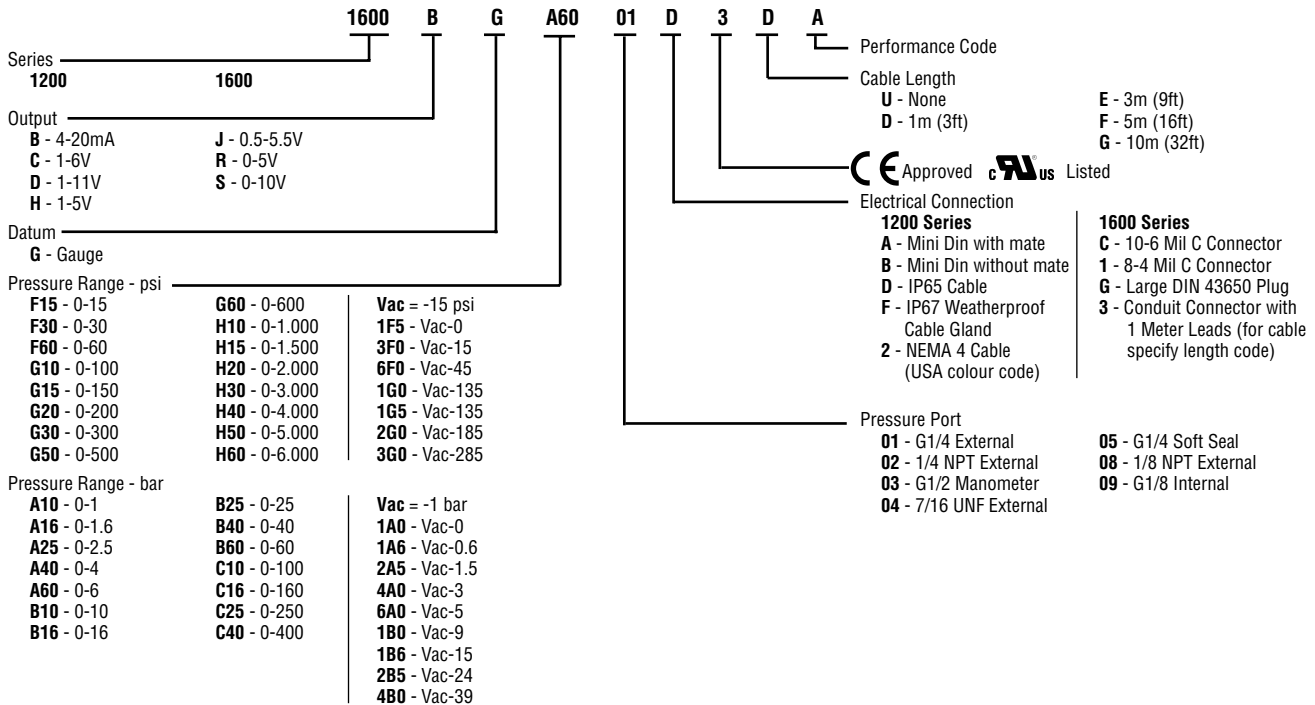 1600 B G A60 01 D 3 D A
Series
1200 1600
Output
B - 4-20mA
C - 1-6V
D - 1-11V
H - 1-5V
J - 0.5-5.5V
R - 0-5V
S - 0-10V
Datum
G - Gauge
Pressure Range - psi
F15 - 0-15
F30 - 0-30
F60 - 0-60
G10 - 0-100
G15 - 0-150
G20 - 0-200
G30 - 0-300
G50 - 0-500
G60 - 0-600
H10 - 0-1.000
H15 - 0-1.500
H20 - 0-2.000
H30 - 0-3.000
H40 - 0-4.000
H50 - 0-5.000
H60 - 0-6.000
Vac = -15 psi
1F5 - Vac-0
3F0 - Vac-15
6F0 - Vac-45
1G0 - Vac-135
1G5 - Vac-135
2G0 - Vac-185
3G0 - Vac-285
Pressure Range - bar
A10 - 0-1
A16 - 0-1.6
A25 - 0-2.5
A40 - 0-4
A60 - 0-6
B10 - 0-10
B16 - 0-16
B25 - 0-25
B40 - 0-40
B60 - 0-60
C10 - 0-100
C16 - 0-160
C25 - 0-250
C40 - 0-400
Vac = -1 bar
1A0 - Vac-0
1A6 - Vac-0.6
2A5 - Vac-1.5
4A0 - Vac-3
6A0 - Vac-5
1B0 - Vac-9
1B6 - Vac-15
2B5 - Vac-24
4B0 - Vac-39
Performance Code
Cable Length
U - None
D - 1m (3ft)
E - 3m (9ft)
F - 5m (16ft)
G - 10m (32ft)
CE Approved c RU US Listed
Electrical Connection
1200 Series
A - Mini Din with mate
B - Mini Din without mate
D - IP65 Cable
F - IP67 Weatherproof
Cable Gland
2 - NEMA 4 Cable
(USA colour code)
1600 Series
C - 10-6 Mil C Connector
1 - 8-4 Mil C Connector
G - Large DIN 43650 Plug
3 - Conduit Connector with
1 Meter Leads (for cable
specify length code)
Pressure Port
01 - G1/4 External
02 - 1/4 NPT External
03 - G1/2 Manometer
04 - 7/16 UNF External
05 - G1/4 Soft Seal
08 - 1/8 NPT External
09 - G1/8 Internal